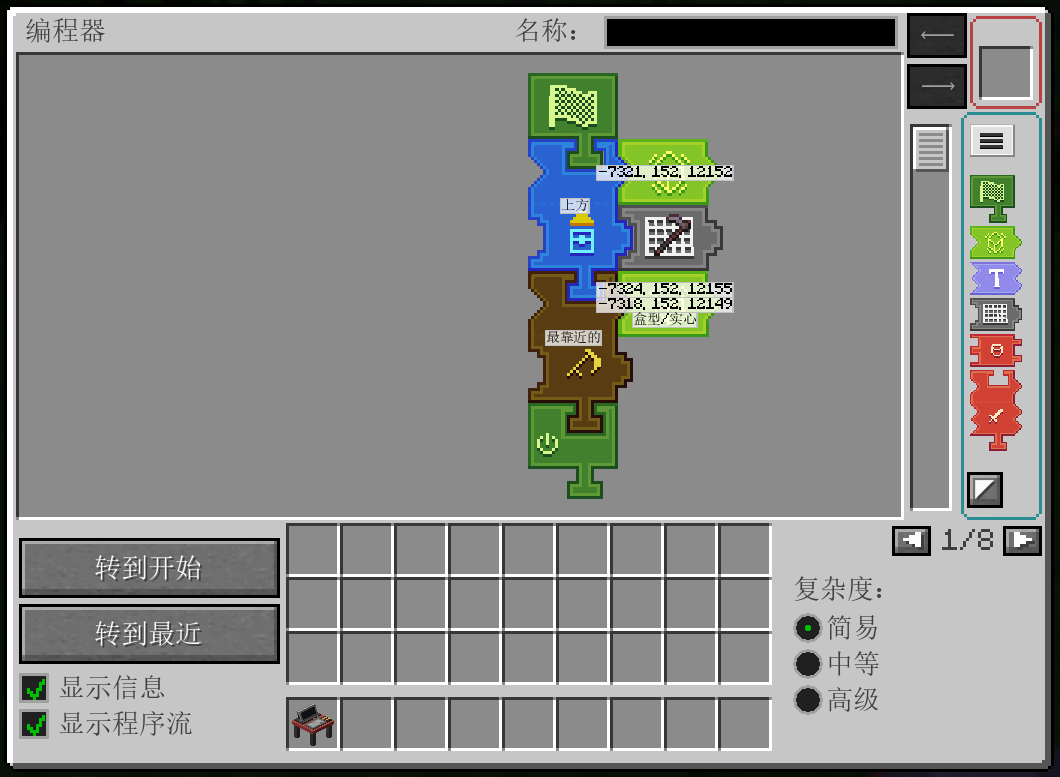 编程器
名称：
-7321, 152, 12152
上方
-7324, 152, 12155
-7318, 152, 12149
盒型/实心
最靠近的
T
1/8
转到开始
转到最近
显示信息
显示程序流
复杂度：
简易
中等
高级